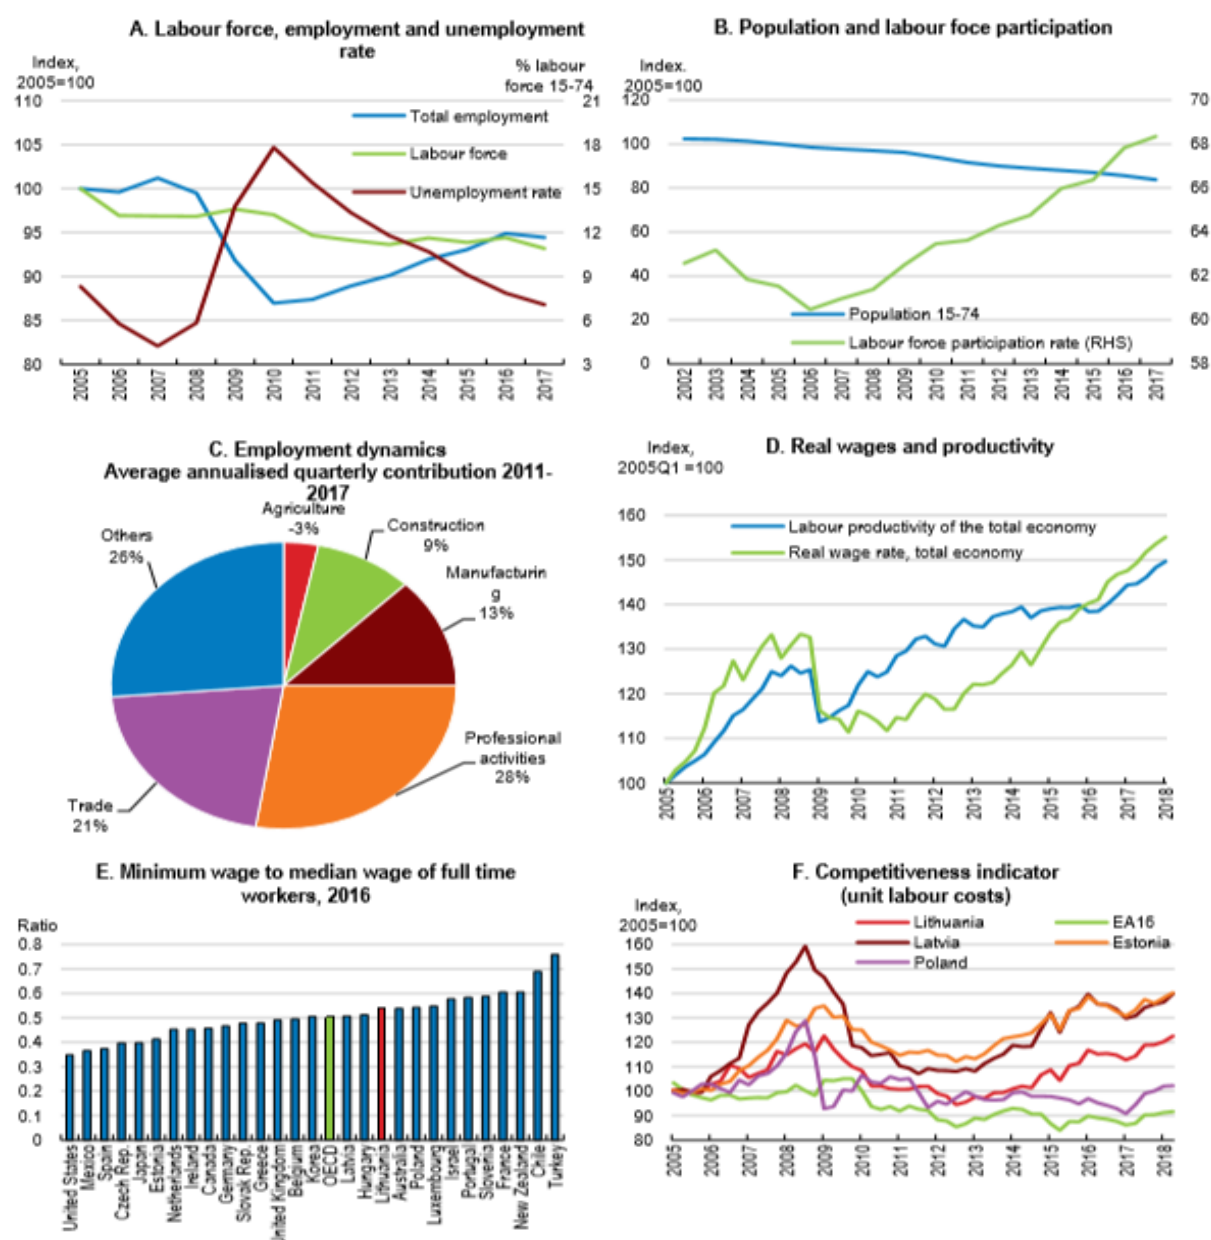 A. Labour force, employment and unemployment
rate
Index,
2005=100
% labour
force 15-74
110
105
100
95
90
85
80
21
18
15
12
9
6
3
Total employment
Labour force
Unemployment rate
2005
2006
2007
2008
2009
2010
2011
2012
2013
2014
2015
2016
2017
B. Population and labour foce participation
Index.
2005=100
120
100
80
60
40
20
0
70
68
66
64
62
60
58
Population 15-74
Labour force participation rate (RHS)
2002
2003
2004
2005
2006
2007
2008
2009
2010
2011
2012
2013
2014
2015
2016
2017
C. Employment dynamics
Average annualised quarterly contribution 2011-
2017
Agriculture
-3%
Construction
9%
Manufacturin
g
13%
Professional
activities
28%
Trade
21%
Others
26%
D. Real wages and productivity
Index,
2005Q1 =100
160
150
140
130
120
110
100
Labour productivity of the total economy
Real wage rate, total economy
2005
2006
2007
2008
2009
2010
2011
2012
2013
2014
2015
2016
2017
2018
E. Minimum wage to median wage of full time
workers, 2016
Ratio
0.8
0.7
0.6
0.5
0.4
0.3
0.2
0.1
0
United States
Mexico
Spain
Czech Rep.
Japan
Estonia
Netherlands
Ireland
Canada
Germany
Slovak Rep.
Greece
United Kingdom
Belgium
Korea
OECD
Latvia
Hungary
Lithuania
Australia
Poland
Luxembourg
Israel
Portugal
Slovenia
France
New Zealand
Chile
Turkey
F. Competitiveness indicator
(unit labour costs)
Index,
2005=100
160
150
140
130
120
110
100
90
80
Lithuania
EA16
Latvia
Estonia
Poland
2005
2006
2007
2008
2009
2010
2011
2012
2013
2014
2015
2016
2017
2018